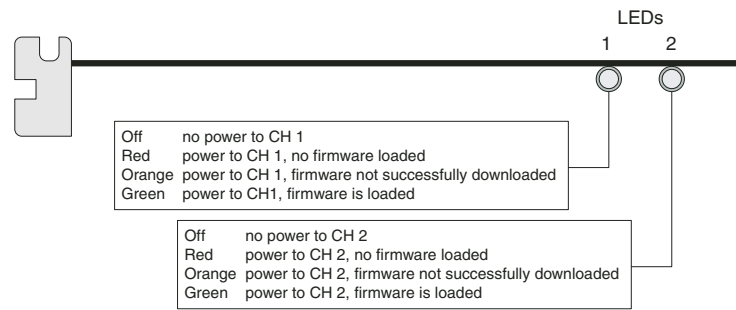 LEDs
1 2
Off no power to CH 1
Red power to CH 1, no firmware loaded
Orange power to CH 1, firmware not successfully downloaded
Green power to CH1, firmware is loaded
Off no power to CH 2
Red power to CH 2, no firmware loaded
Orange power to CH 2, firmware not successfully downloaded
Green power to CH 2, firmware is loaded